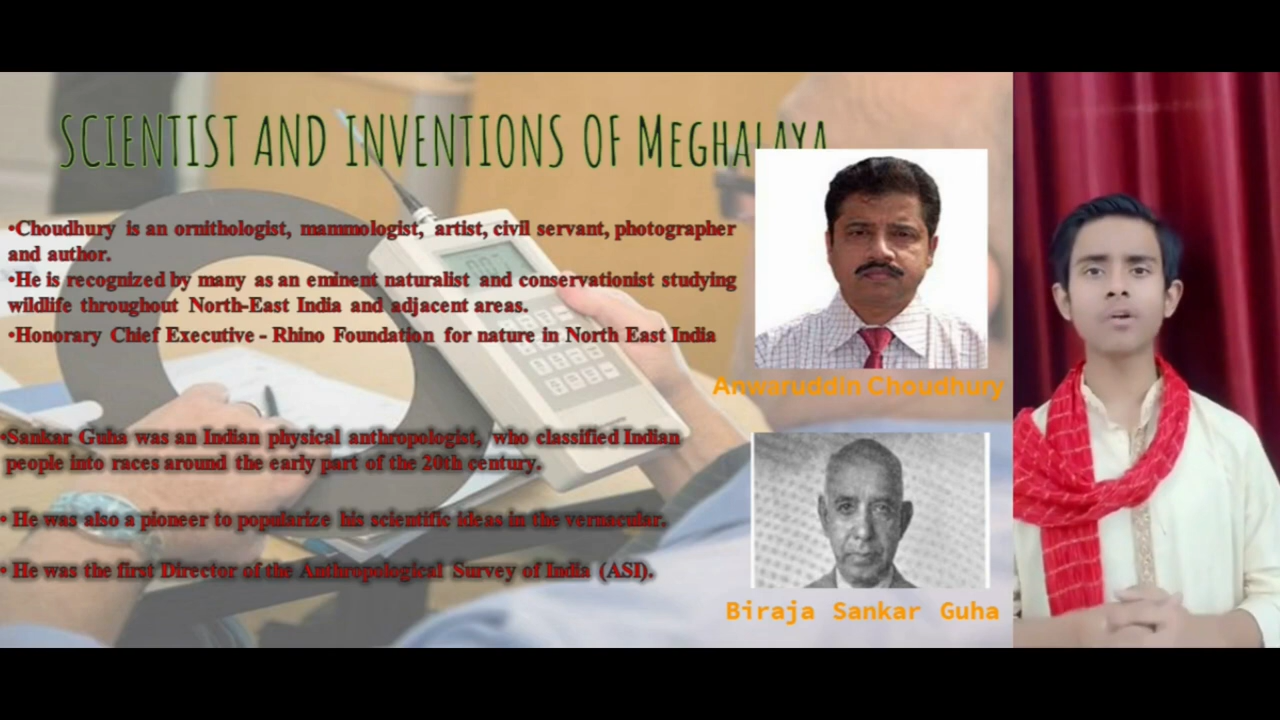 SCIENTIST AND INVENTIONS OF MEGHALAYA
•Choudhury is an ornithologist, mammologist, artist, civil servant, photographer
and author.
•He is recognized by many as an eminent naturalist and conservationist studying
wildlife throughout North-East India and adjacent areas.
•Honorary Chief Executive - Rhino Foundation for nature in North East India
Anwaruddin Choudhury
•Sankar Guha was an Indian physical anthropologist, who classified Indian
people into races around the early part of the 20th century.
• He was also a pioneer to popularize his scientific ideas in the vernacular.
• He was the first Director of the Anthropological Survey of India (ASI).
Biraja Sankar Guha